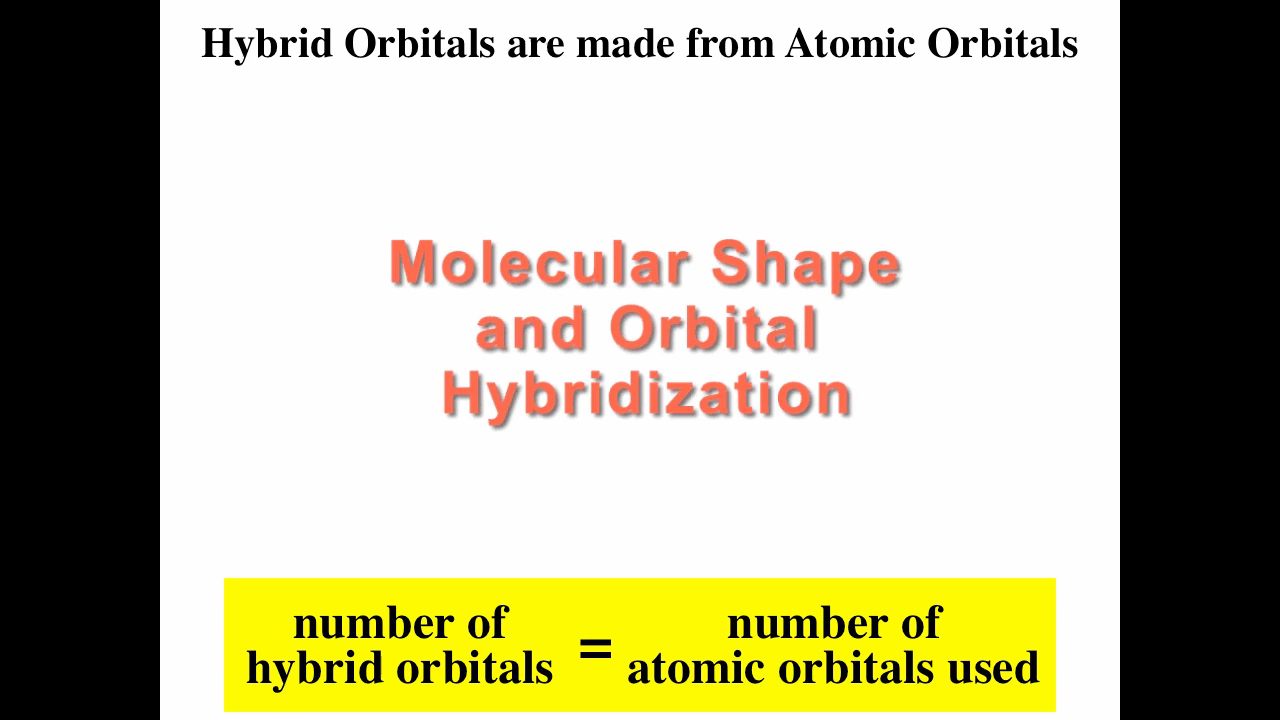 Hybrid Orbitals are made from Atomic Orbitals
Molecular Shape
and Orbital
Hybridization
number of
hybrid orbitals
=
number of
atomic orbitals used